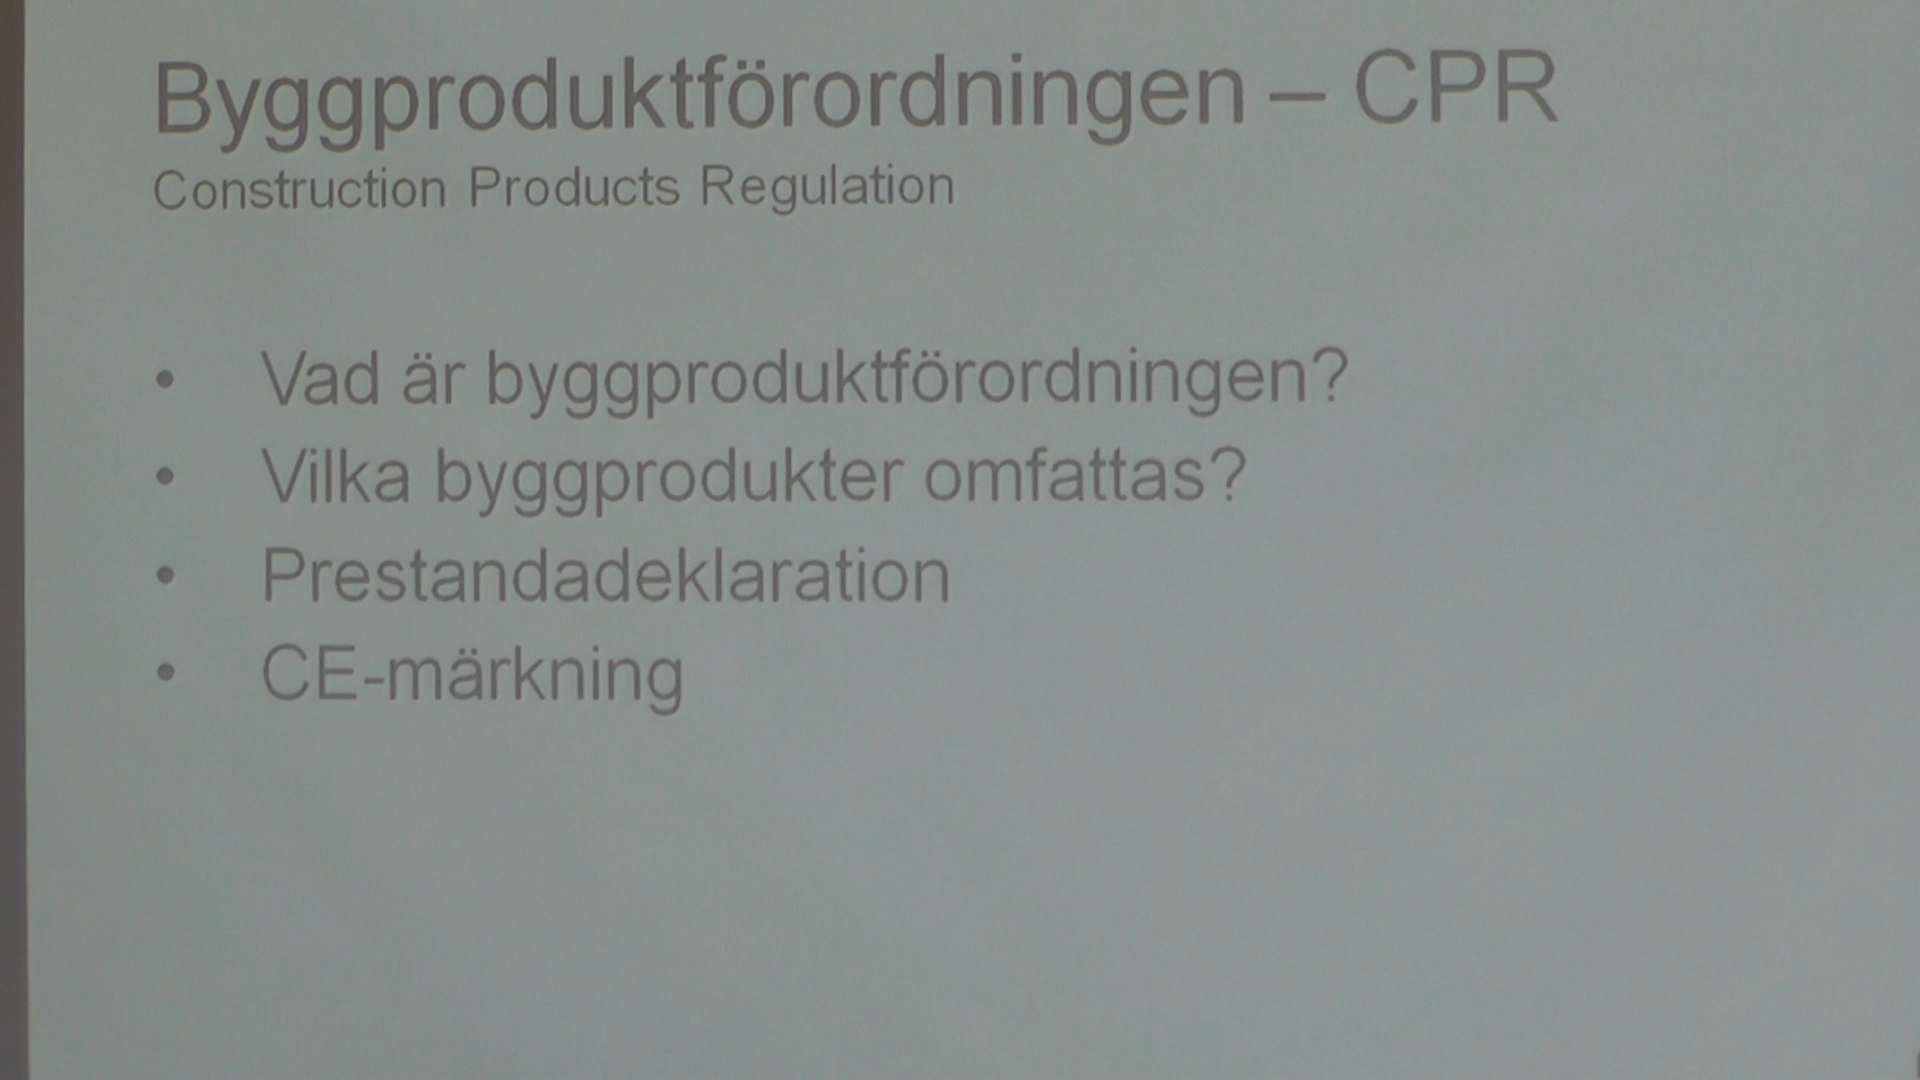 Byggproduktförordningen – CPR
Construction Products Regulation
• Vad är byggproduktförordningen?
• Vilka byggprodukter omfattas?
• Prestandadeklaration
• CE-märkning